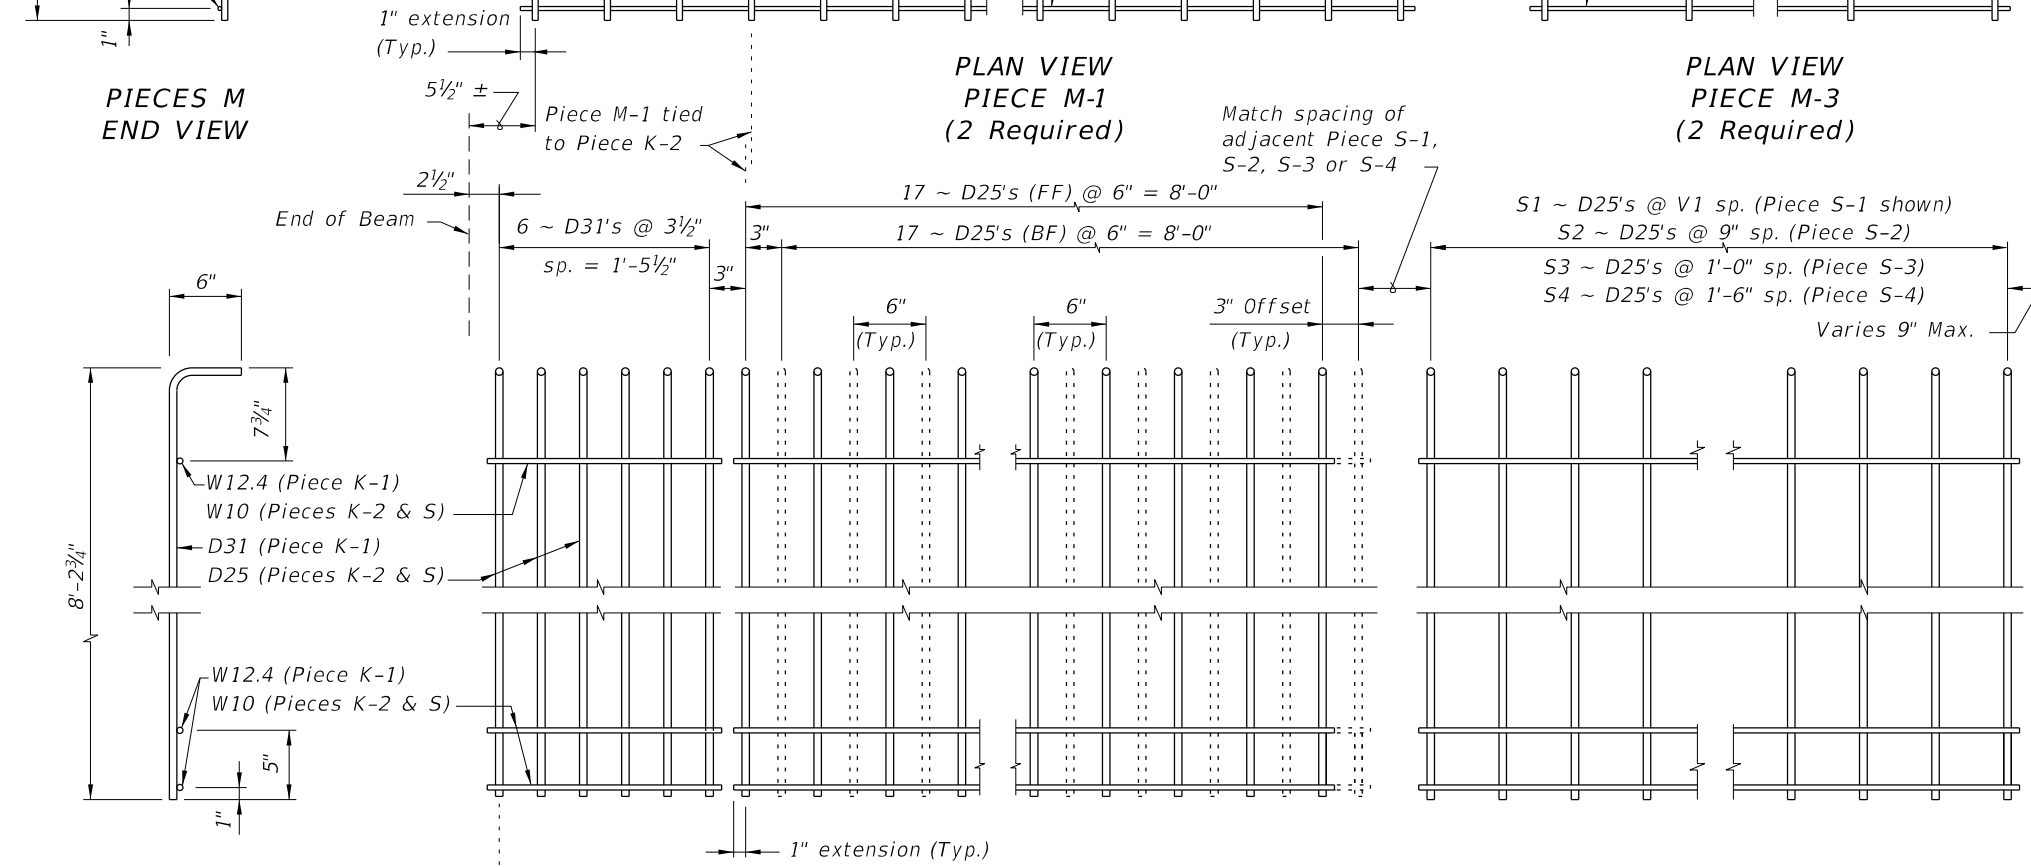 1" extension
(Typ.)
1"
PIECES M
END VIEW
5½" ±
Piece M-1 tied
to Piece K-2
PLAN VIEW
PIECE M-1
(2 Required)
Match spacing of
adjacent Piece S-1,
S-2, S-3 or S-4
PLAN VIEW
PIECE M-3
(2 Required)
2½"
End of Beam
6 ~ D31's @ 3½"
sp. = 1'-5½"
3"
17 ~ D25's (FF) @ 6" = 8'-0"
3"
17 ~ D25's (BF) @ 6" = 8'-0"
S1 ~ D25's @ V1 sp. (Piece S-1 shown)
S2 ~ D25's @ 9" sp. (Piece S-2)
S3 ~ D25's @ 1'-0" sp. (Piece S-3)
S4 ~ D25's @ 1'-6" sp. (Piece S-4)
Varies 9" Max.
6"
6"
(Typ.)
6"
(Typ.)
3" Offset
(Typ.)
7¾"
W12.4 (Piece K-1)
W10 (Pieces K-2 & S)
D31 (Piece K-1)
D25 (Pieces K-2 & S)
8'-2¾"
W12.4 (Piece K-1)
W10 (Pieces K-2 & S)
5"
1"
1" extension (Typ.)